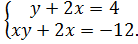 y + 2x = 4
xy + 2x = −12.